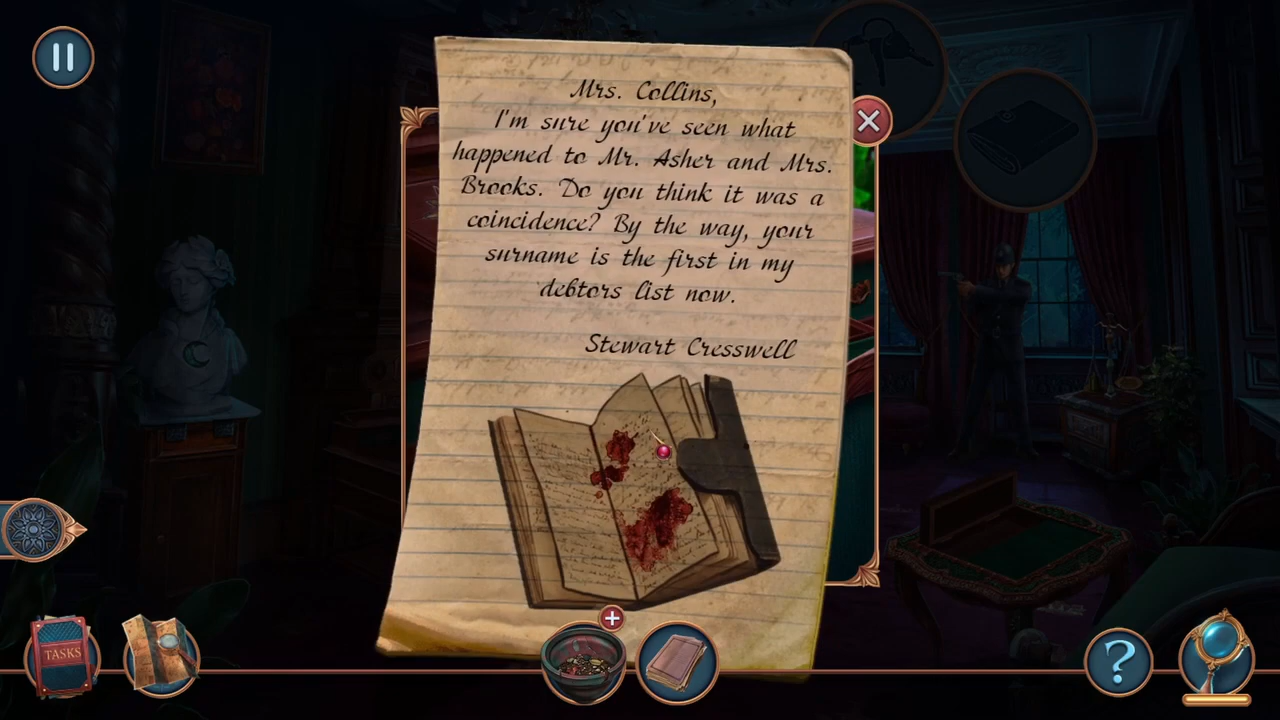 Mrs. Collins,
I'm sure you've seen what
happened to Mr. Asher and Mrs.
Brooks. Do you think it was a
coincidence? By the way, your
surname is the first in my
debtors list now.
Stewart Cresswell
TASKS